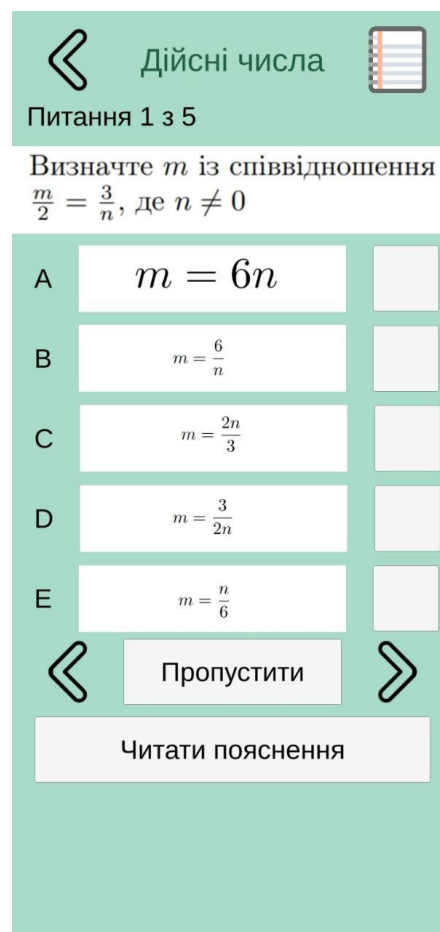 Дійсні числа
Питання 1 з 5
Визначте m із співвідношення
m/2 = 3/n, де n ≠ 0
A m = 6n
B m = 6/n
C m = 2n/3
D m = 3/2n
E m = n/6
Пропустити
Читати пояснення